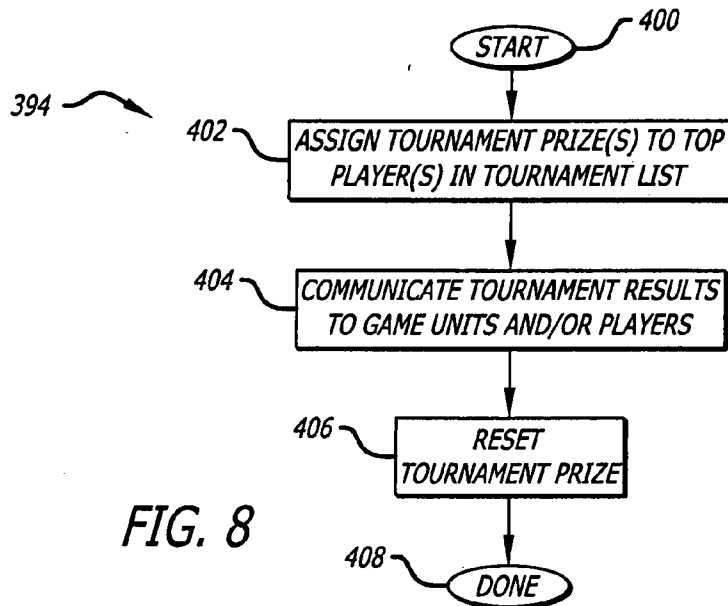 START
400
394
402
ASSIGN TOURNAMENT PRIZE(S) TO TOP
PLAYER(S) IN TOURNAMENT LIST
404
COMMUNICATE TOURNAMENT RESULTS
TO GAME UNITS AND/OR PLAYERS
406
RESET
TOURNAMENT PRIZE
FIG. 8
408
DONE